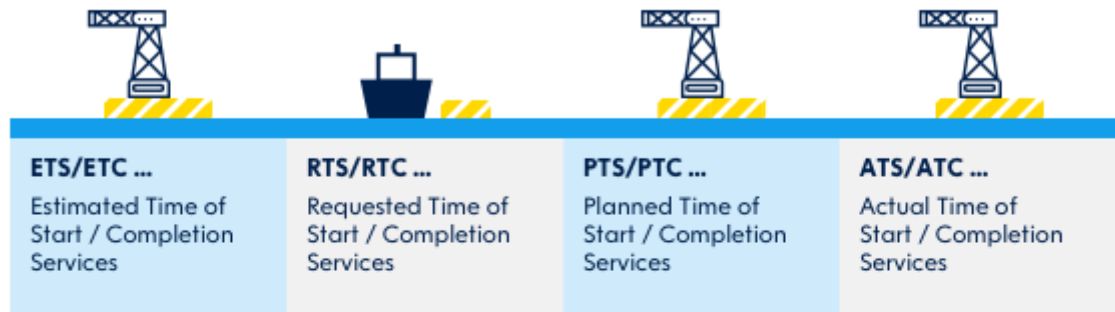 ETS/ETC ...
Estimated Time of
Start / Completion
Services
RTS/RTC ...
Requested Time of
Start / Completion
Services
PTS/PTC ...
Planned Time of
Start / Completion
Services
ATS/ATC ...
Actual Time of
Start / Completion
Services